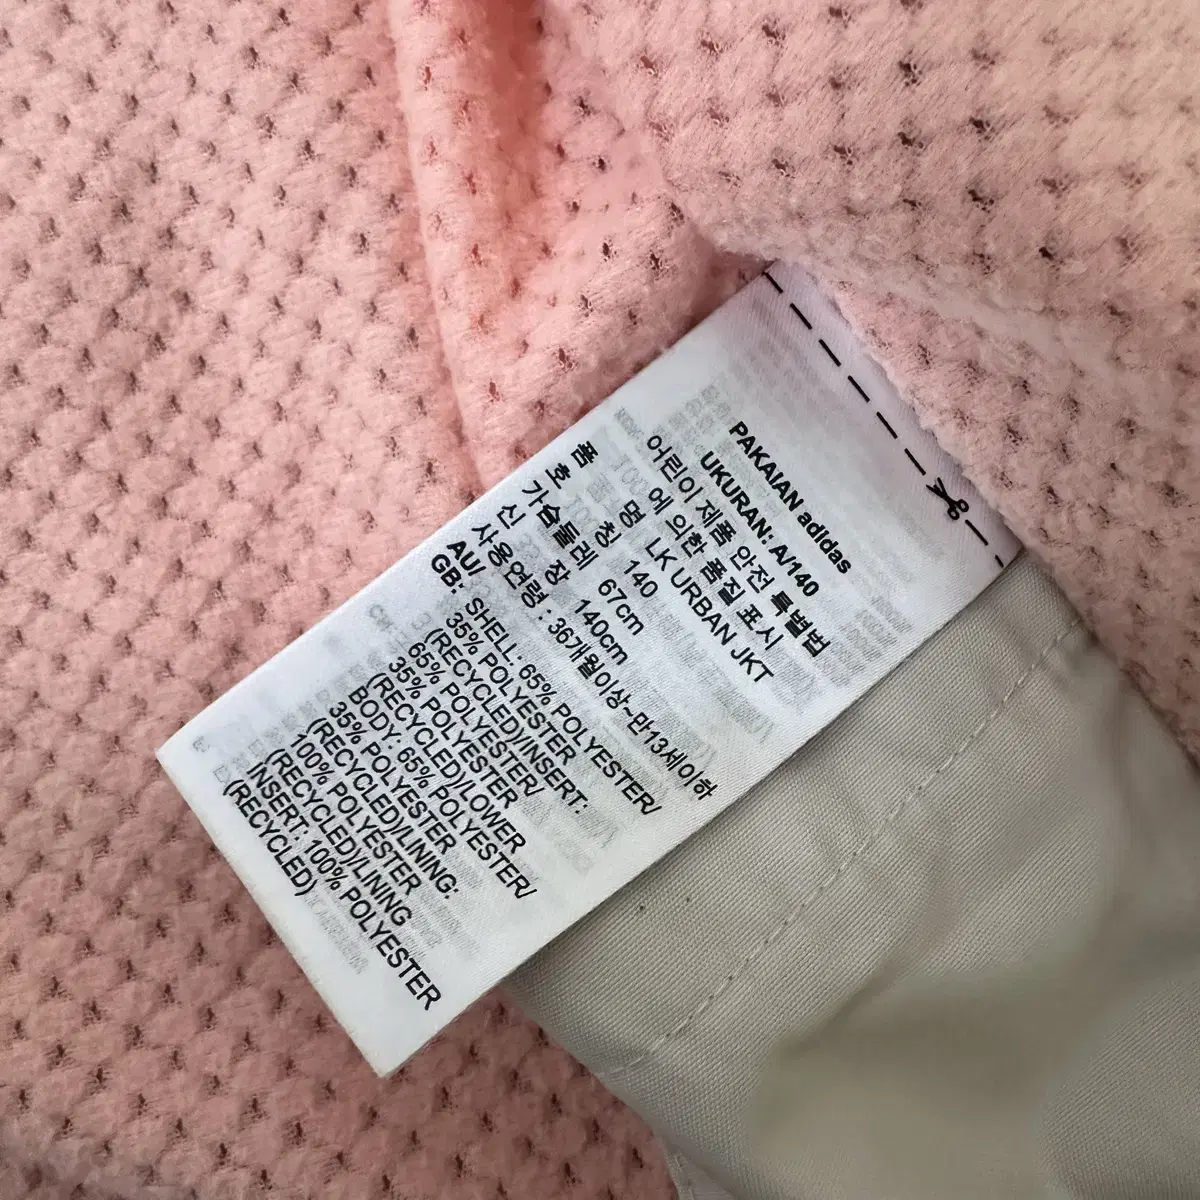 PAKAIAN adidas
UKURAN: A/140
어린이 제품 안전 특별법
에 의한 품질 표시
품 명 LK URBAN JKT
호 칭 140
가슴둘레 67cm
신 장 140cm
사용연령 : 36개월이상~만13세이하
AU/
GB: SHELL: 65% POLYESTER/
35% POLYESTER
(RECYCLED)/INSERT:
65% POLYESTER/
35% POLYESTER
(RECYCLED)/LOWER
BODY: 65% POLYESTER/
35% POLYESTER
(RECYCLED)/LINING:
100% POLYESTER
(RECYCLED)/LINING
INSERT: 100% POLYESTER
(RECYCLED)